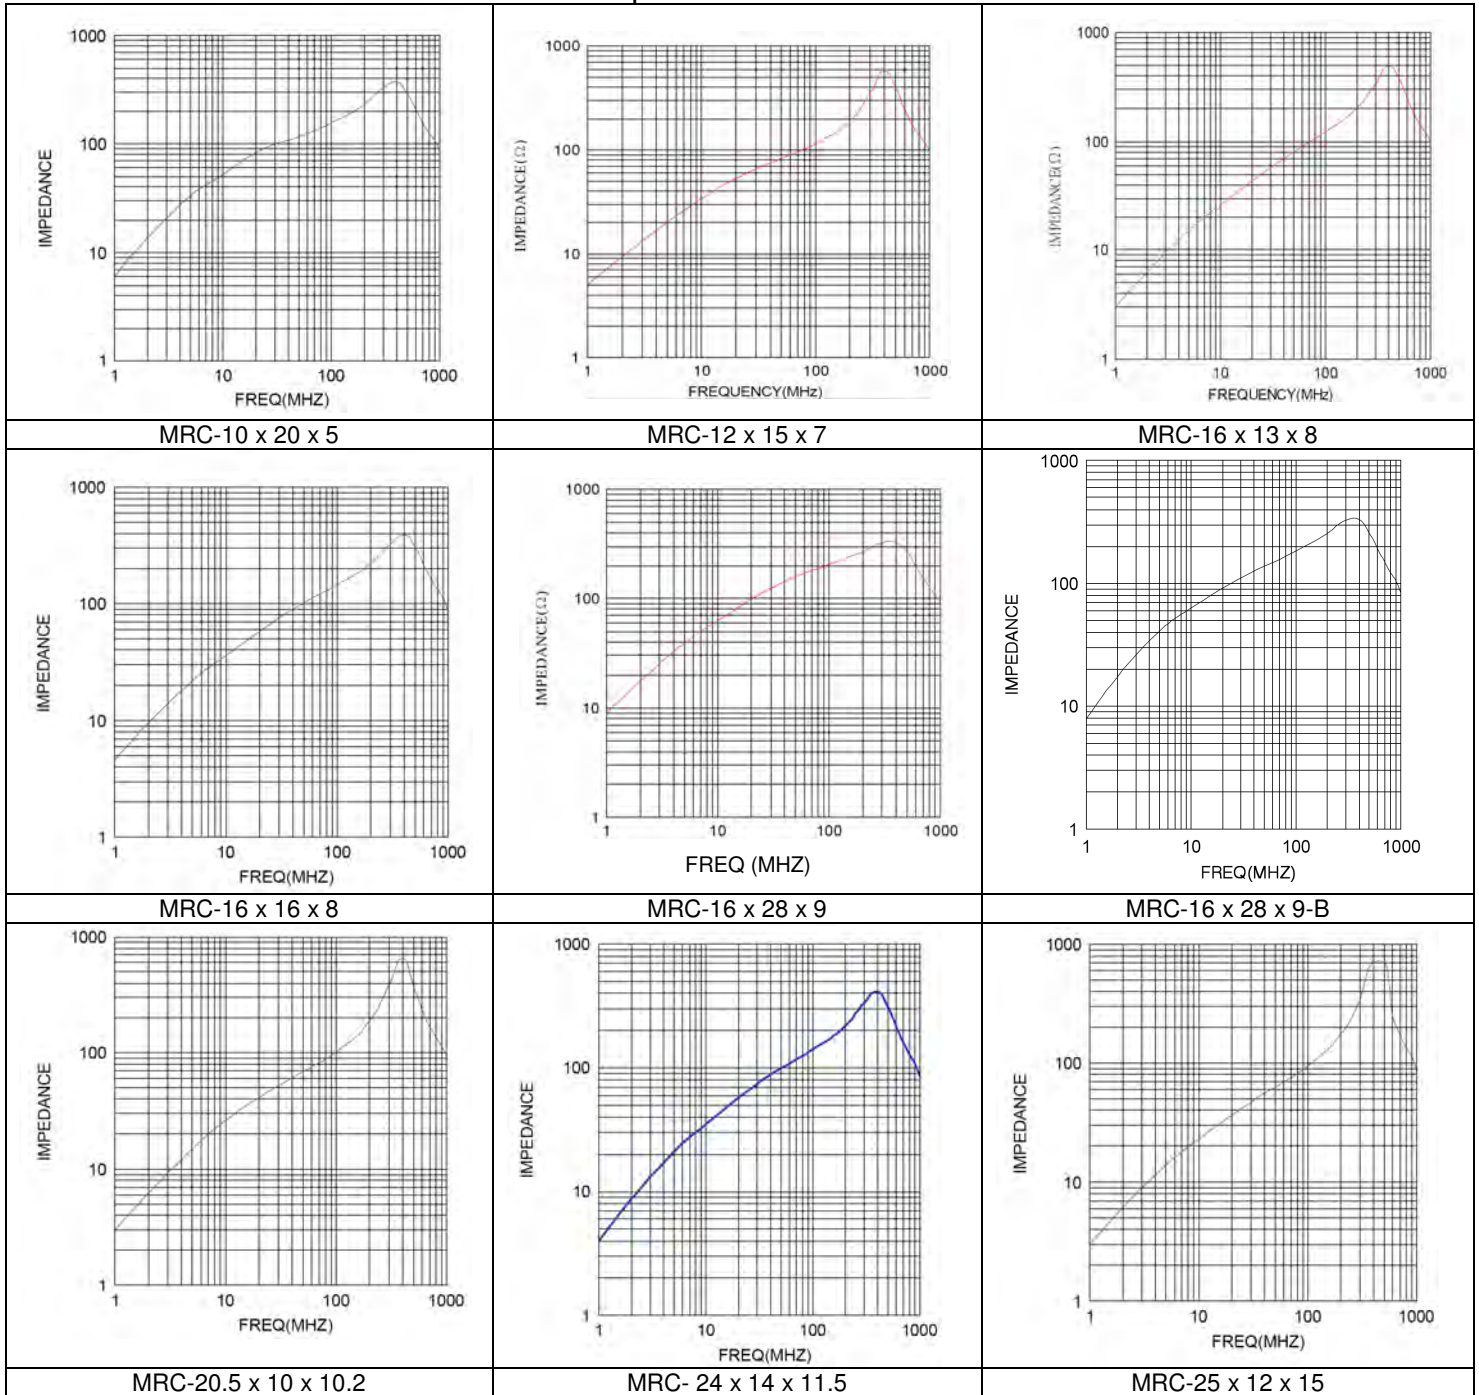 1000
100
10
1
IMPEDANCE
1 10 100 1000
FREQ(MHZ)
MRC-10 x 20 x 5
1000
100
10
1
IMPEDANCE(Ω)
1 10 100 1000
FREQUENCY(MHz)
MRC-12 x 15 x 7
1000
100
10
1
IMPEDANCE(Ω)
1 10 100 1000
FREQUENCY(MHz)
MRC-16 x 13 x 8
1000
100
10
1
IMPEDANCE
1 10 100 1000
FREQ(MHZ)
MRC-16 x 16 x 8
1000
100
10
1
IMPEDANCE(Ω)
1 10 100 1000
FREQ (MHZ)
MRC-16 x 28 x 9
1000
100
10
1
IMPEDANCE
1 10 100 1000
FREQ(MHZ)
MRC-16 x 28 x 9-B
1000
100
10
1
IMPEDANCE
1 10 100 1000
FREQ(MHZ)
MRC-20.5 x 10 x 10.2
1000
100
10
1
IMPEDANCE
1 10 100 1000
FREQ(MHZ)
MRC- 24 x 14 x 11.5
1000
100
10
1
IMPEDANCE
1 10 100 1000
FREQ(MHZ)
MRC-25 x 12 x 15